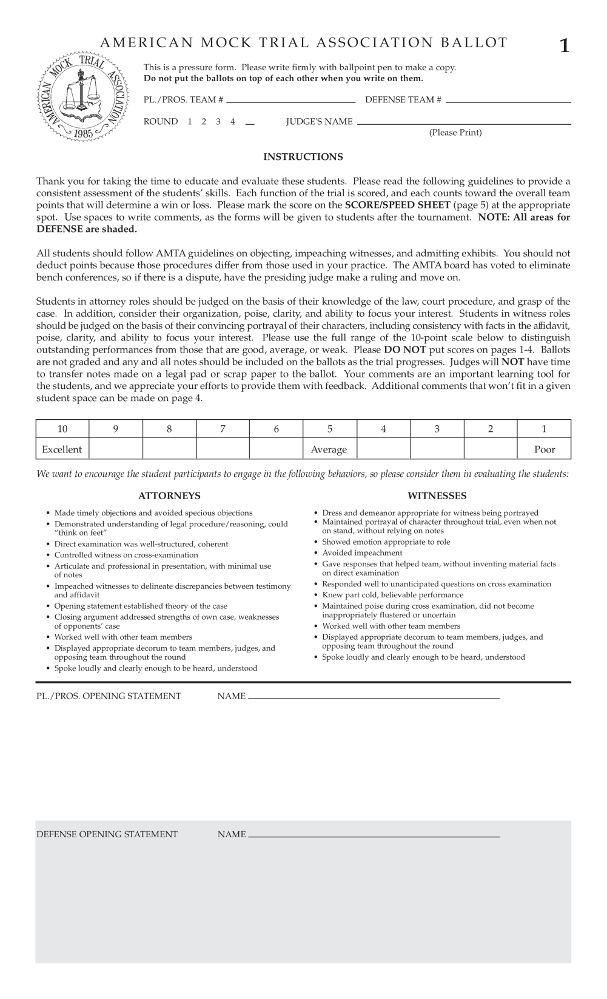 AMERICAN MOCK TRIAL ASSOCIATION BALLOT
1
AMERICAN MOCK TRIAL ASSOCIATION
1985
This is a pressure form. Please write firmly with ballpoint pen to make a copy.
Do not put the ballots on top of each other when you write on them.
PL./PROS. TEAM # DEFENSE TEAM #
ROUND 1 2 3 4 __ JUDGE'S NAME
(Please Print)
INSTRUCTIONS
Thank you for taking the time to educate and evaluate these students. Please read the following guidelines to provide a
consistent assessment of the students' skills. Each function of the trial is scored, and each counts toward the overall team
points that will determine a win or loss. Please mark the score on the SCORE/SPEED SHEET (page 5) at the appropriate
spot. Use spaces to write comments, as the forms will be given to students after the tournament. NOTE: All areas for
DEFENSE are shaded.
All students should follow AMTA guidelines on objecting, impeaching witnesses, and admitting exhibits. You should not
deduct points because those procedures differ from those used in your practice. The AMTA board has voted to eliminate
bench conferences, so if there is a dispute, have the presiding judge make a ruling and move on.
Students in attorney roles should be judged on the basis of their knowledge of the law, court procedure, and grasp of the
case. In addition, consider their organization, poise, clarity, and ability to focus your interest. Students in witness roles
should be judged on the basis of their convincing portrayal of their characters, including consistency with facts in the affidavit,
poise, clarity, and ability to focus your interest. Please use the full range of the 10-point scale below to distinguish
outstanding performances from those that are good, average, or weak. Please DO NOT put scores on pages 1-4. Ballots
are not graded and any and all notes should be included on the ballots as the trial progresses. Judges will NOT have time
to transfer notes made on a legal pad or scrap paper to the ballot. Your comments are an important learning tool for
the students, and we appreciate your efforts to provide them with feedback. Additional comments that won't fit in a given
student space can be made on page 4.
10 9 8 7 6 5 4 3 2 1
Excellent Average Poor
We want to encourage the student participants to engage in the following behaviors, so please consider them in evaluating the students:
ATTORNEYS
• Made timely objections and avoided specious objections
• Demonstrated understanding of legal procedure/reasoning, could
"think on feet"
• Direct examination was well-structured, coherent
• Controlled witness on cross-examination
• Articulate and professional in presentation, with minimal use
of notes
• Impeached witnesses to delineate discrepancies between testimony
and affidavit
• Opening statement established theory of the case
• Closing argument addressed strengths of own case, weaknesses
of opponents' case
• Worked well with other team members
• Displayed appropriate decorum to team members, judges, and
opposing team throughout the round
• Spoke loudly and clearly enough to be heard, understood
WITNESSES
• Dress and demeanor appropriate for witness being portrayed
• Maintained portrayal of character throughout trial, even when not
on stand, without relying on notes
• Showed emotion appropriate to role
• Avoided impeachment
• Gave responses that helped team, without inventing material facts
on direct examination
• Responded well to unanticipated questions on cross examination
• Knew part cold, believable performance
• Maintained poise during cross examination, did not become
inappropriately flustered or uncertain
• Worked well with other team members
• Displayed appropriate decorum to team members, judges, and
opposing team throughout the round
• Spoke loudly and clearly enough to be heard, understood
PL./PROS. OPENING STATEMENT NAME
DEFENSE OPENING STATEMENT NAME